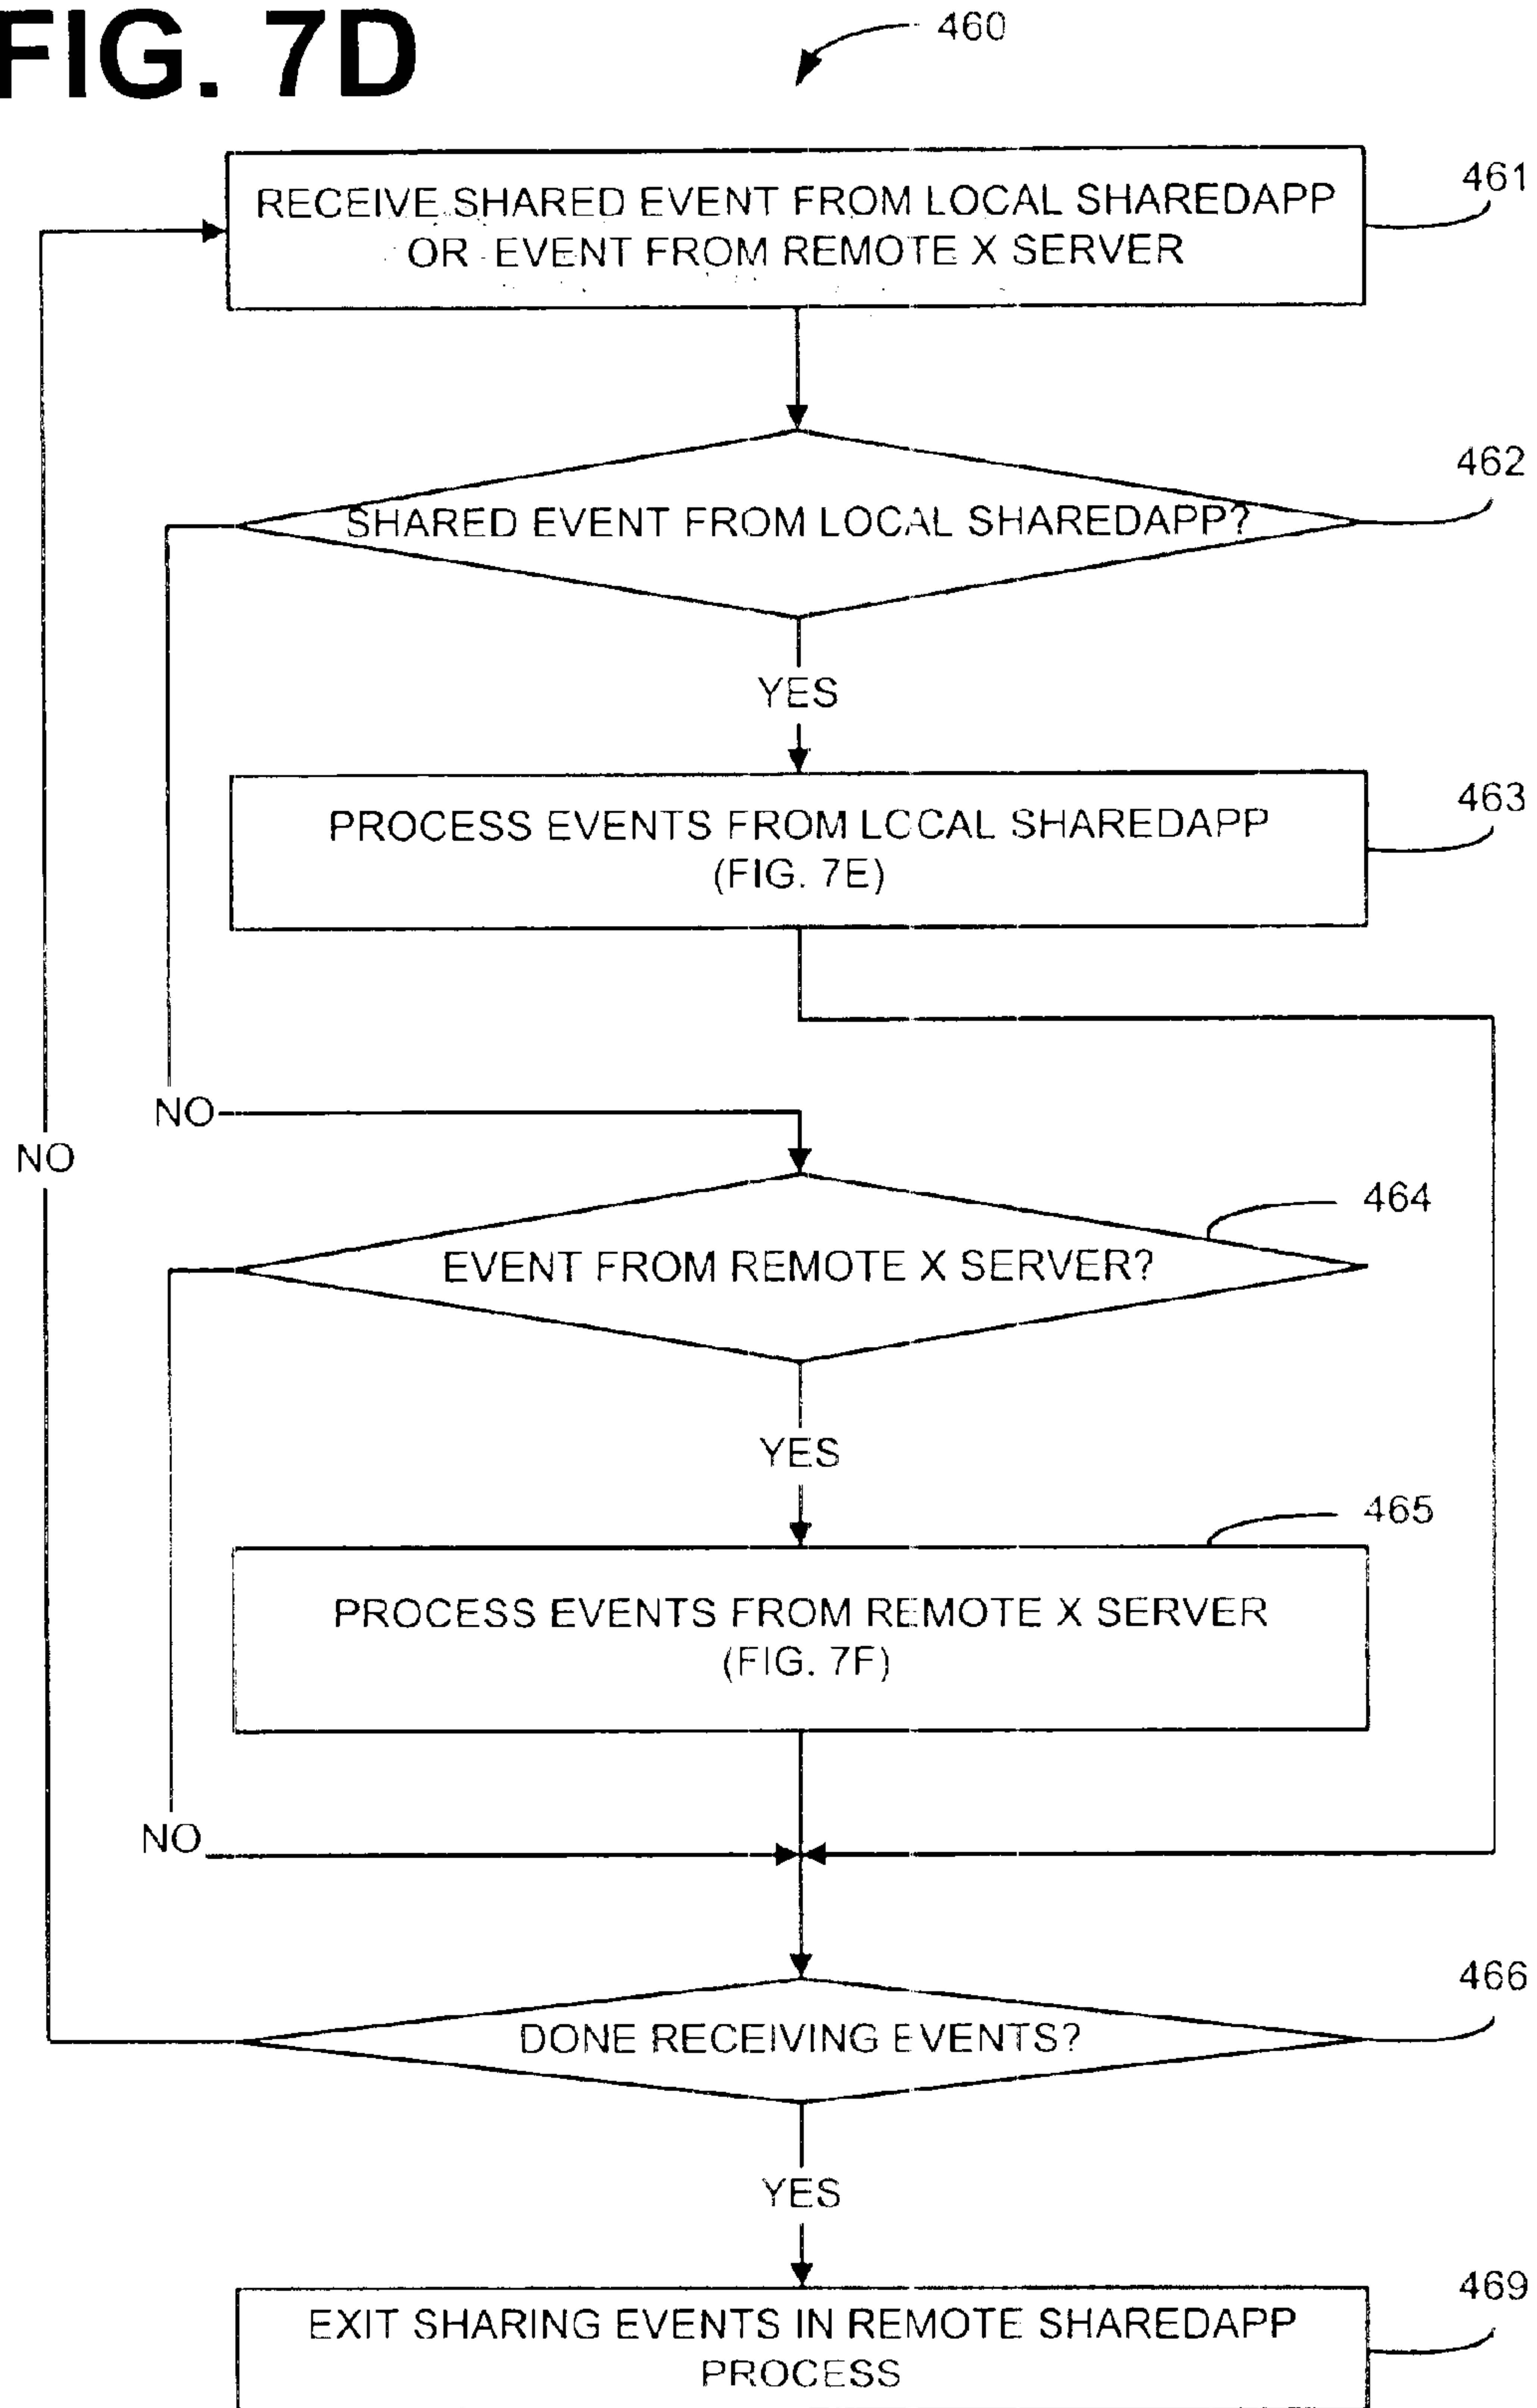 FIG. 7D
460
RECEIVE SHARED EVENT FROM LOCAL SHAREDAPP
OR EVENT FROM REMOTE X SERVER
461
SHARED EVENT FROM LOCAL SHAREDAPP?
462
YES
PROCESS EVENTS FROM LOCAL SHAREDAPP
(FIG. 7E)
463
NO
NO
464
EVENT FROM REMOTE X SERVER?
YES
465
PROCESS EVENTS FROM REMOTE X SERVER
(FIG. 7F)
NO
466
DONE RECEIVING EVENTS?
YES
469
EXIT SHARING EVENTS IN REMOTE SHAREDAPP
PROCESS